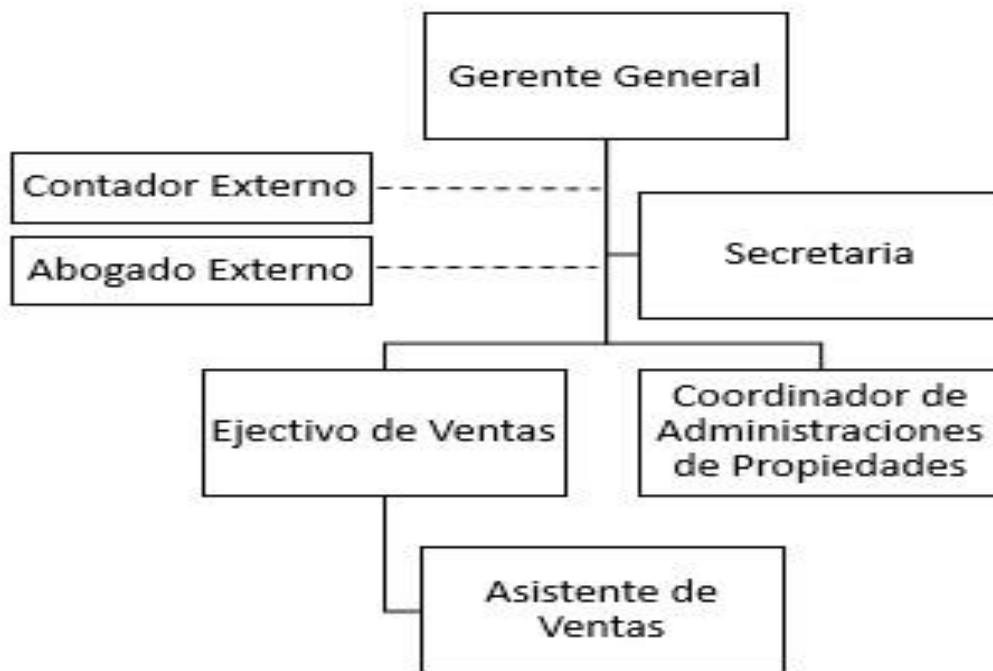 Gerente General
Contador Externo
Abogado Externo
Secretaria
Ejectivo de Ventas
Coordinador de
Administraciones
de Propiedades
Asistente de
Ventas